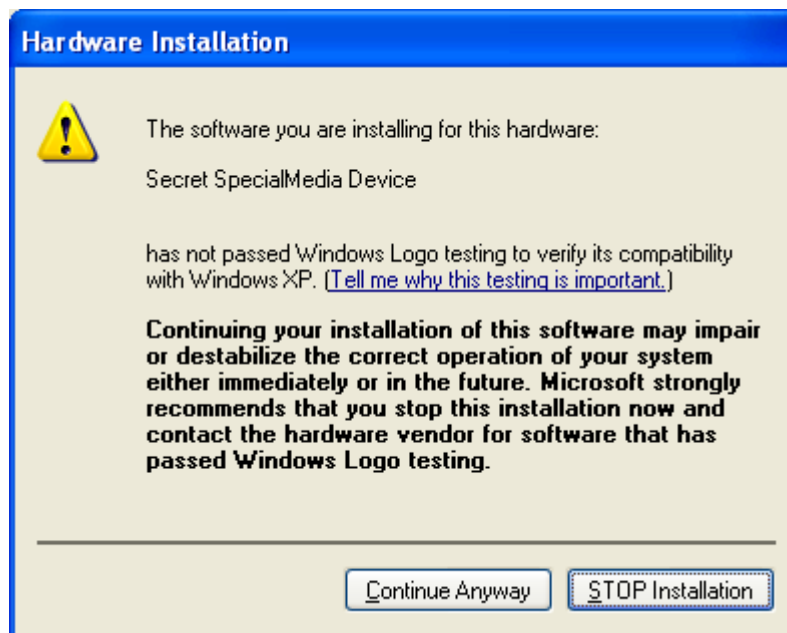 Hardware Installation
The software you are installing for this hardware:
Secret SpecialMedia Device
has not passed Windows Logo testing to verify its compatibility
with Windows XP. (Tell me why this testing is important.)
Continuing your installation of this software may impair
or destabilize the correct operation of your system
either immediately or in the future. Microsoft strongly
recommends that you stop this installation now and
contact the hardware vendor for software that has
passed Windows Logo testing.
Continue Anyway
STOP Installation